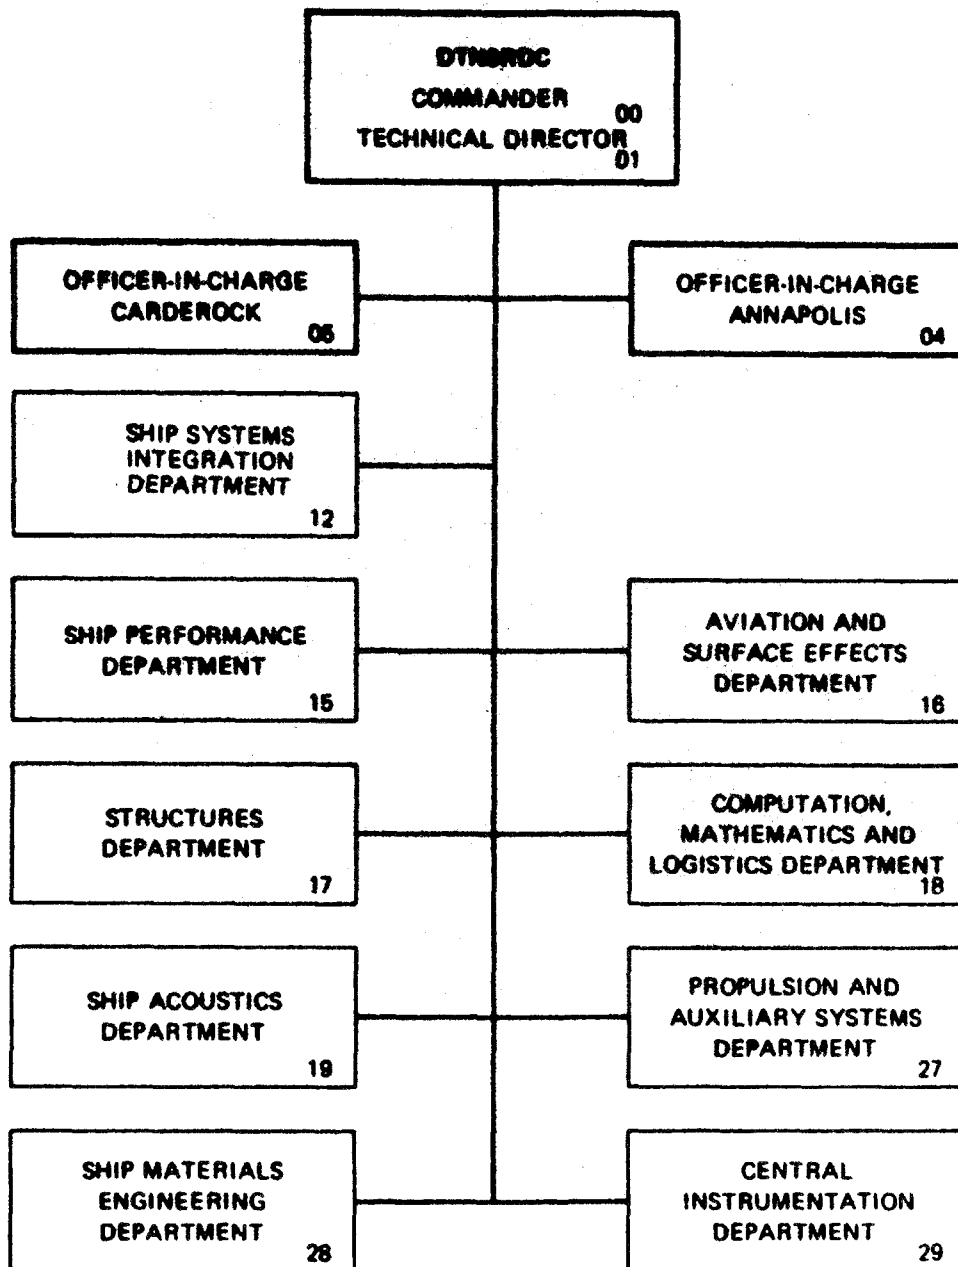 DTNSRDC
COMMANDER
00
TECHNICAL DIRECTOR
01
OFFICER-IN-CHARGE
CARDEROCK
05
OFFICER-IN-CHARGE
ANNAPOLIS
04
SHIP SYSTEMS
INTEGRATION
DEPARTMENT
12
SHIP PERFORMANCE
DEPARTMENT
15
AVIATION AND
SURFACE EFFECTS
DEPARTMENT
16
STRUCTURES
DEPARTMENT
17
COMPUTATION,
MATHEMATICS AND
LOGISTICS DEPARTMENT
18
SHIP ACOUSTICS
DEPARTMENT
19
PROPULSION AND
AUXILIARY SYSTEMS
DEPARTMENT
27
SHIP MATERIALS
ENGINEERING
DEPARTMENT
28
CENTRAL
INSTRUMENTATION
DEPARTMENT
29